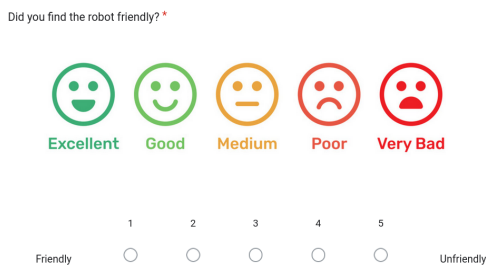 Did you find the robot friendly? *
Excellent Good Medium Poor Very Bad
1 2 3 4 5
Friendly Unfriendly